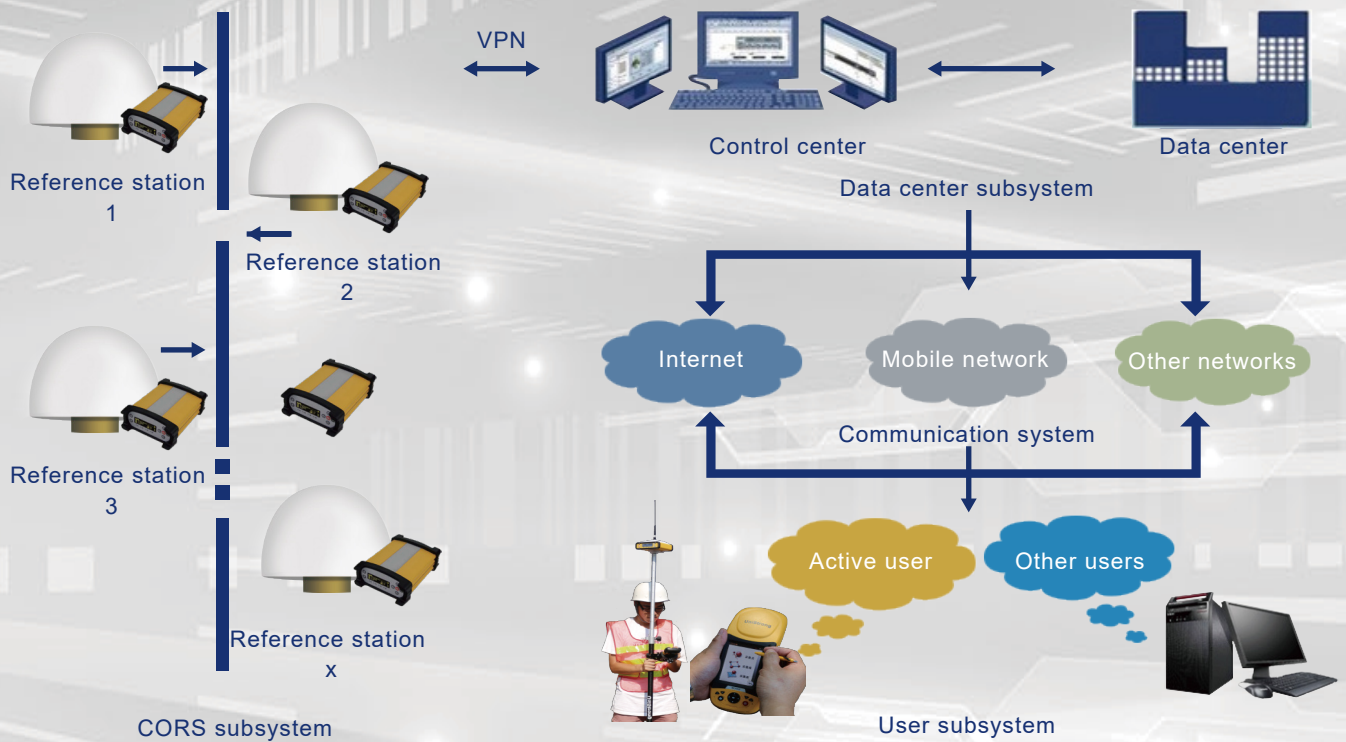 VPN
Control center
Data center
Reference station
1
Data center subsystem
Reference station
2
Internet
Mobile network
Other networks
Communication system
Reference station
3
Active user
Other users
Reference station
x
CORS subsystem
User subsystem